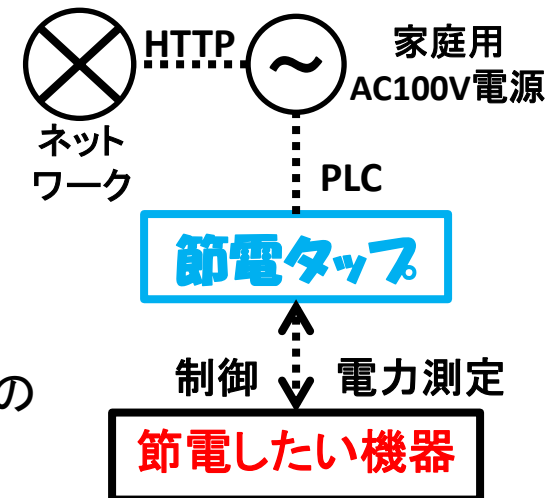 HTTP
家庭用
AC100V電源
ネット
ワーク
PLC
節電タップ
制御
電力測定
の
節電したい機器